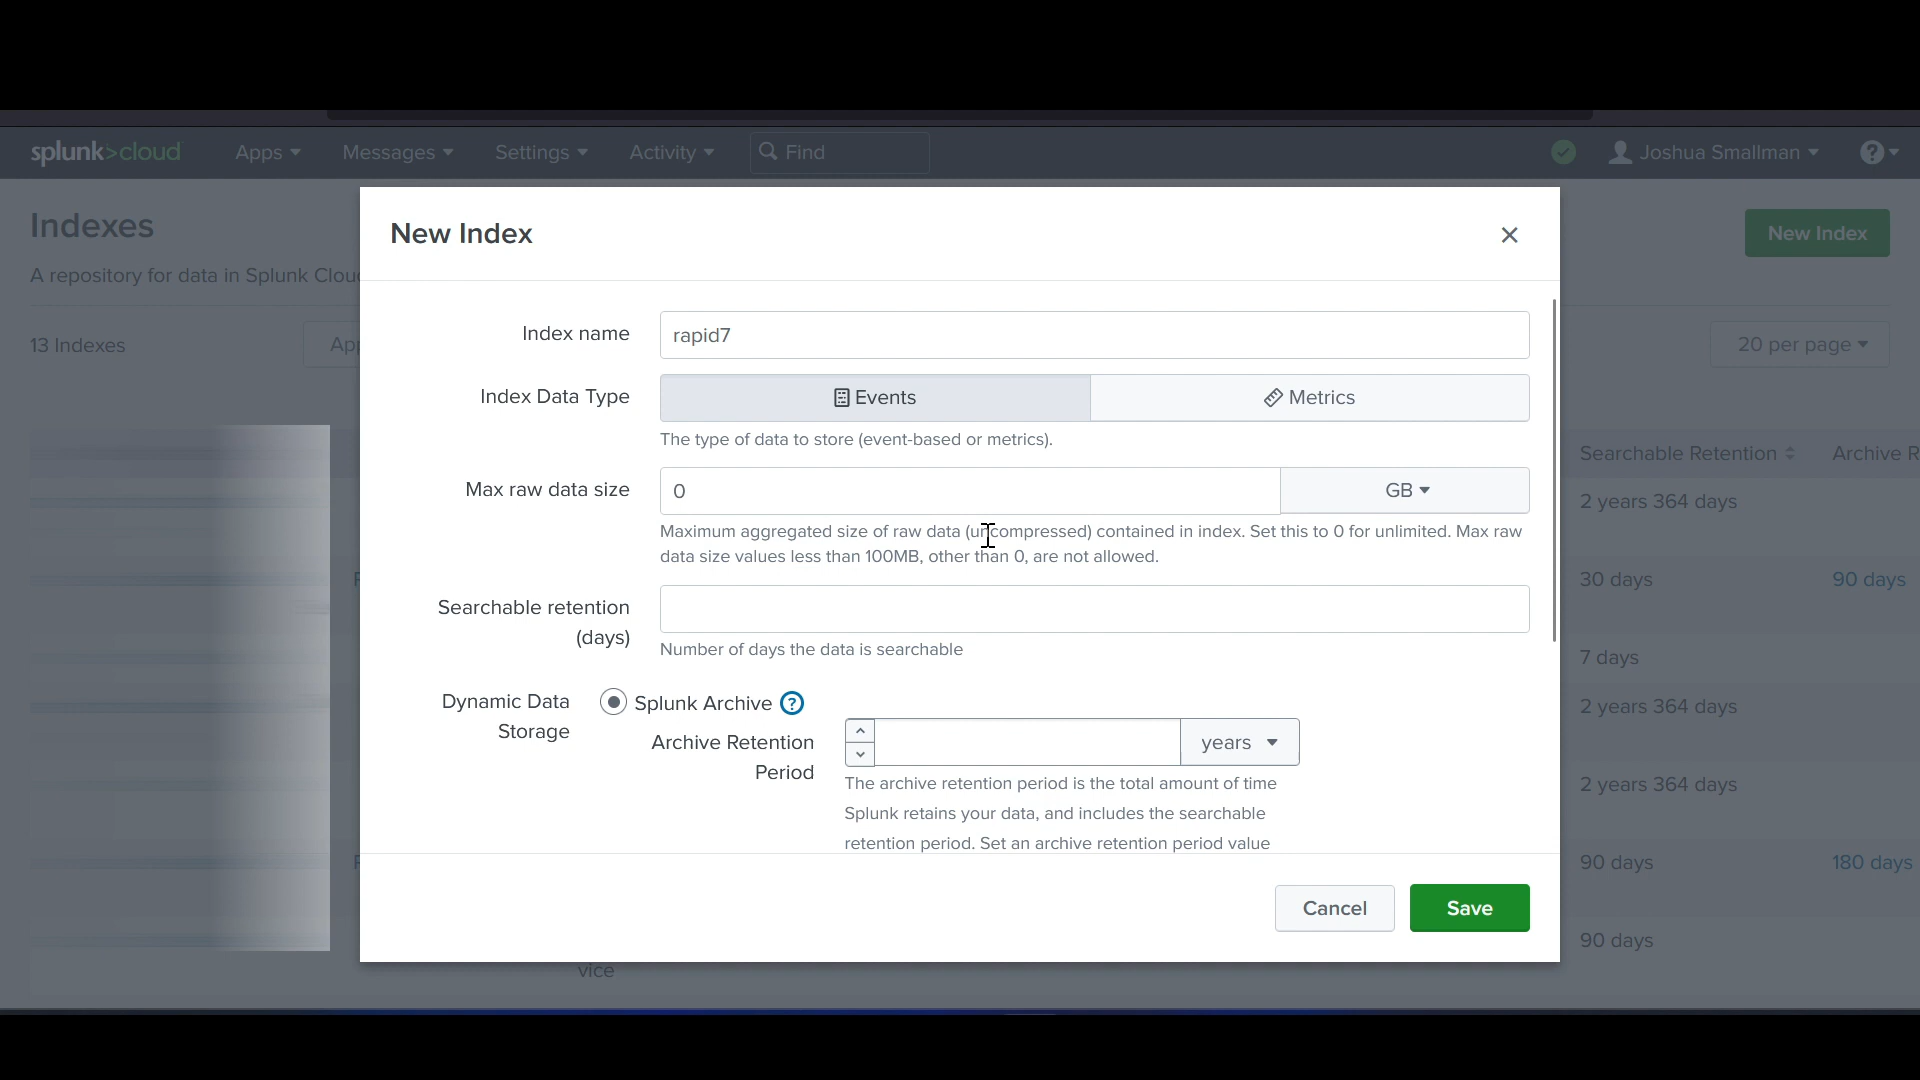 splunk>cloud Apps Messages Settings Activity Find Joshua Smallman ?
Indexes
New Index
A repository for data in Splunk Clou
13 Indexes
App
20 per page
Searchable Retention Archive R
2 years 364 days
30 days 90 days
7 days
2 years 364 days
2 years 364 days
90 days 180 days
90 days
vice
New Index
Index name rapid7
Index Data Type Events Metrics
The type of data to store (event-based or metrics).
Max raw data size 0 GB
Maximum aggregated size of raw data (uncompressed) contained in index. Set this to 0 for unlimited. Max raw
data size values less than 100MB, other than 0, are not allowed.
Searchable retention
(days)
Number of days the data is searchable
Dynamic Data
Storage
Splunk Archive ?
Archive Retention
Period
years
The archive retention period is the total amount of time
Splunk retains your data, and includes the searchable
retention period. Set an archive retention period value
Cancel Save